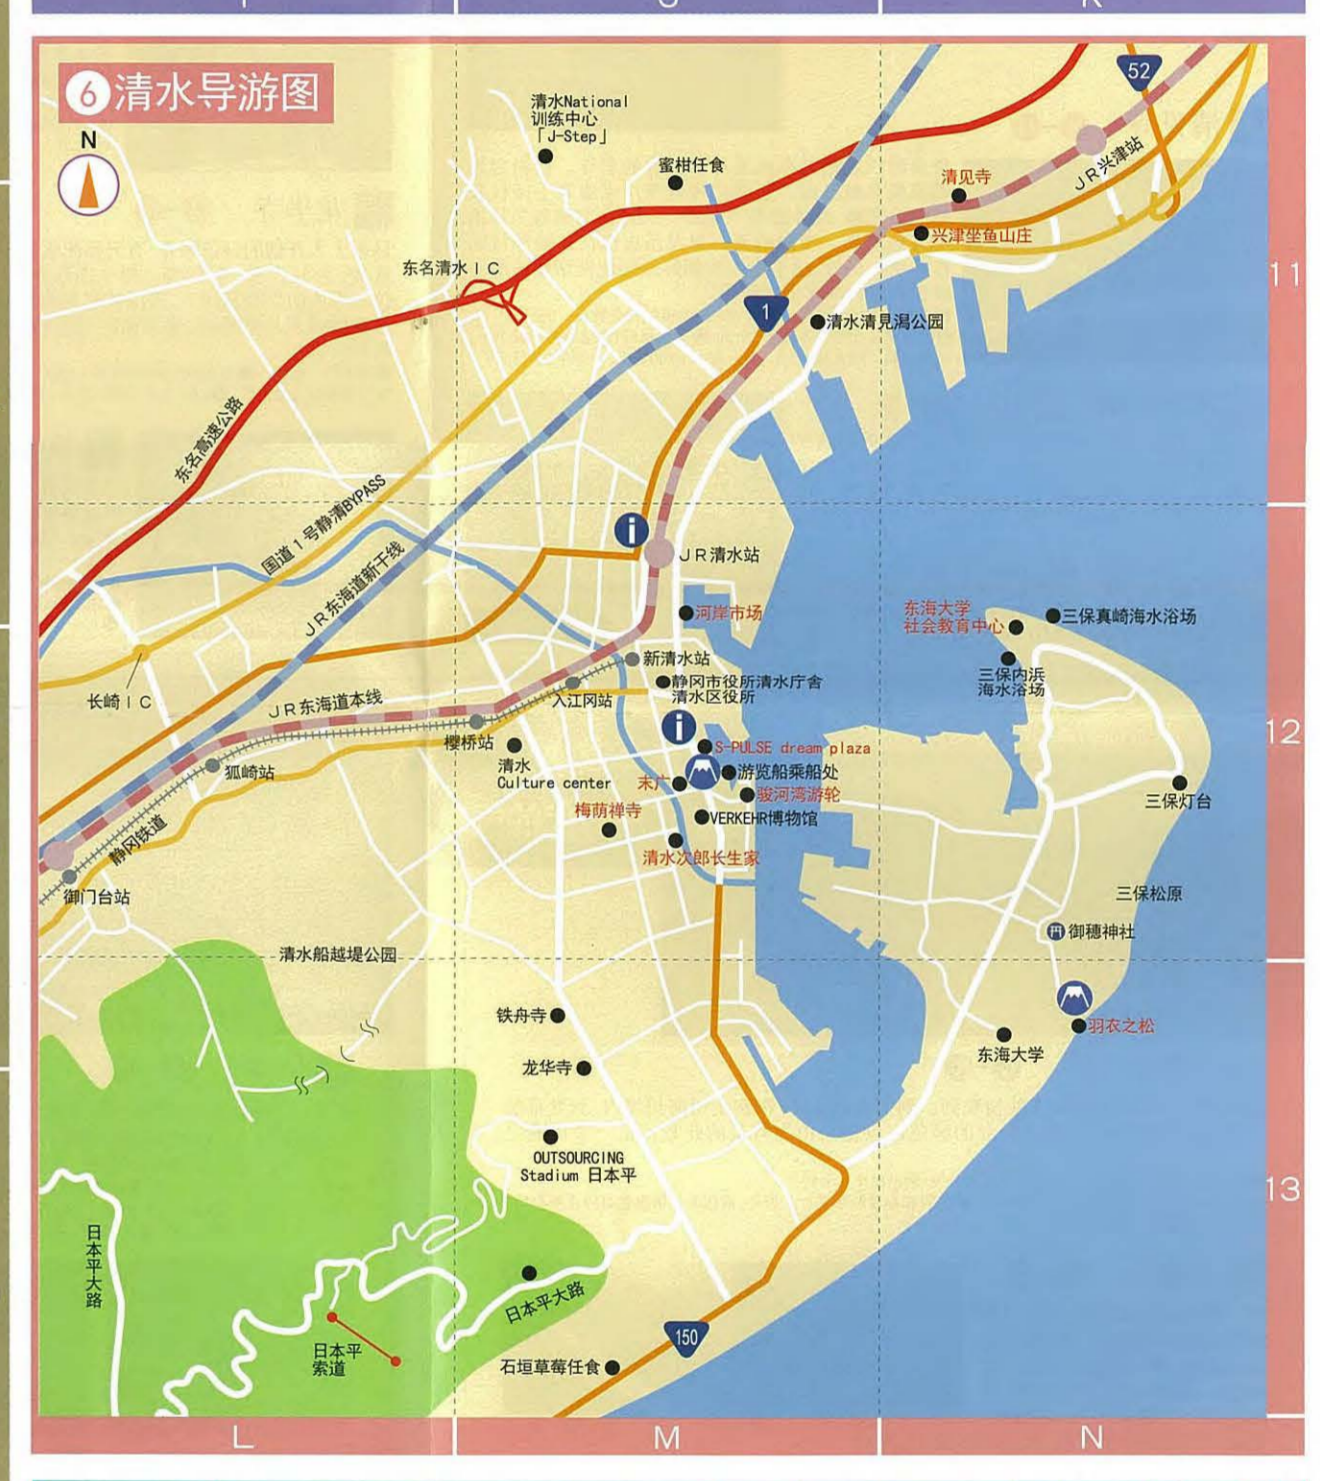 6 清水导游图
N
52
清水National
训练中心
「J-Step」
蜜柑任食
JR兴津站
清见寺
兴津坐鱼山庄
东名清水IC
11
1
清水清見潟公园
东名高速公路
国道1号静清BYPASS
JR东海道新干线
i
JR清水站
河岸市场
东海大学
社会教育中心
三保真崎海水浴场
新清水站
三保内浜
海水浴场
静冈市役所清水庁舎
清水区役所
长崎IC
JR东海道本线
入江冈站
i
12
樱桥站
S-PULSE dream plaza
清水
Culture center
狐崎站
末广
游览船乘船处
骏河湾游轮
三保灯台
梅荫禅寺
VERKEHR博物馆
静冈铁道
清水次郎长生家
御门台站
三保松原
御穗神社
清水船越堤公园
铁舟寺
羽衣之松
东海大学
龙华寺
OUTSOURCING
Stadium 日本平
13
日本平大路
日本平大路
日本平
索道
150
石垣草莓任食
L
M
N